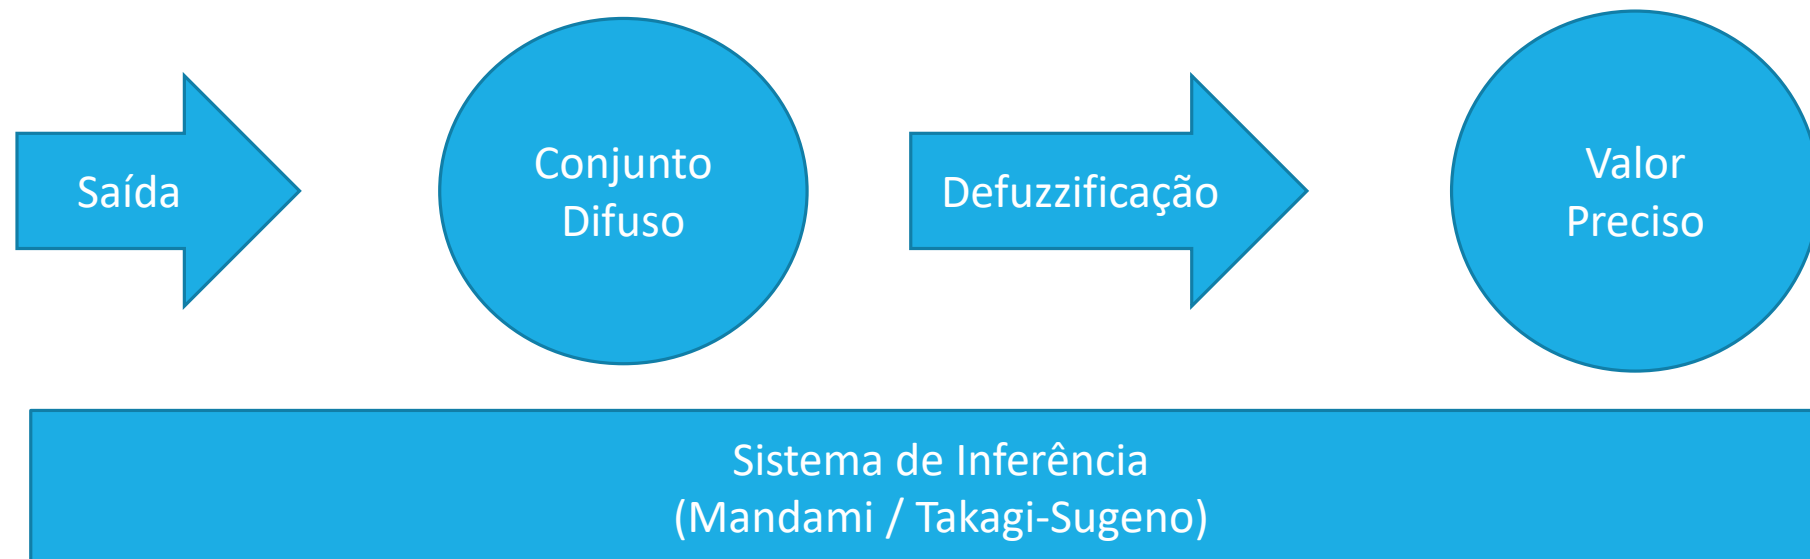 Saída
Conjunto
Difuso
Defuzzificação
Valor
Preciso
Sistema de Inferência
(Mandami / Takagi-Sugeno)